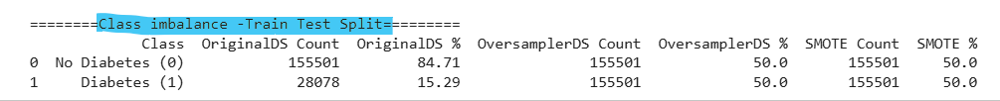 ========Class imbalance -Train Test Split=========
Class OriginalDS Count OriginalDS % OversamplerDS Count OversamplerDS % SMOTE Count SMOTE %
0 No Diabetes (0) 155501 84.71 155501 50.0 155501 50.0
1 Diabetes (1) 28078 15.29 155501 50.0 155501 50.0